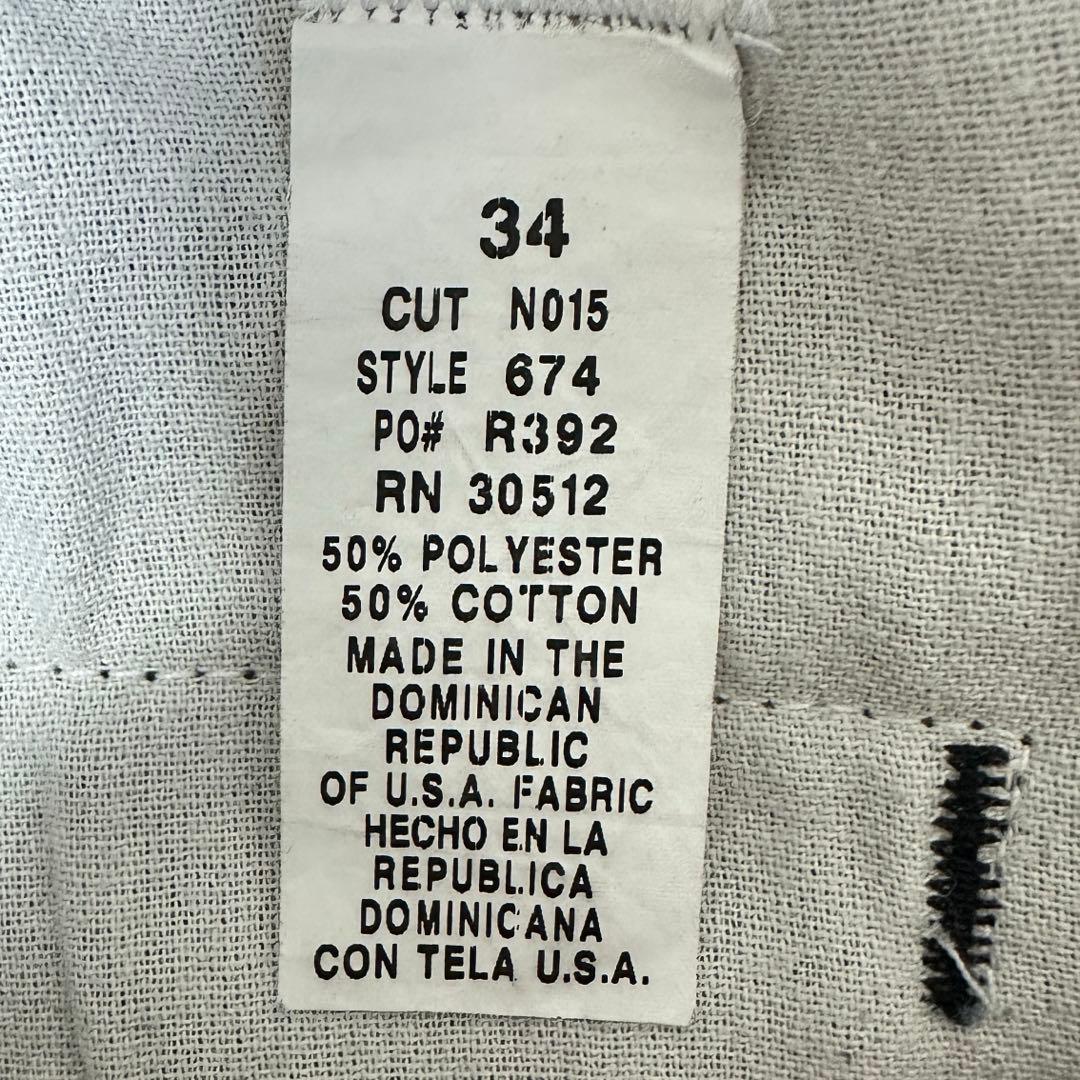 34
CUT N015
STYLE 674
PO# R392
RN 30512
50% POLYESTER
50% COTTON
MADE IN THE
DOMINICAN
REPUBLIC
OF U.S.A. FABRIC
HECHO EN LA
REPUBLICA
DOMINICANA
CON TELA U.S.A.